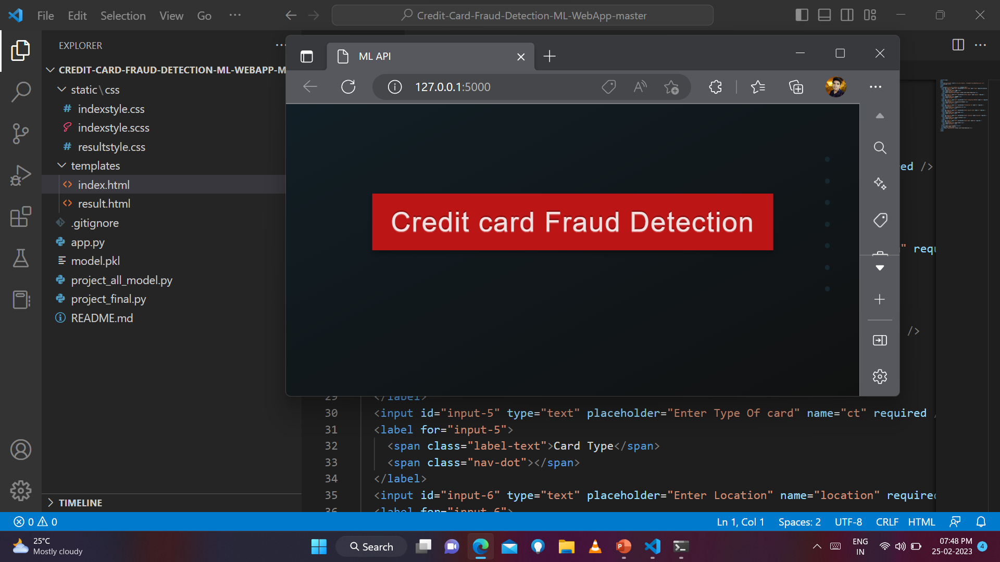 File Edit Selection View Go ···
Credit-Card-Fraud-Detection-ML-WebApp-master
EXPLORER
CREDIT-CARD-FRAUD-DETECTION-ML-WEBAPP-M
static\css
# indexstyle.css
indexstyle.scss
# resultstyle.css
templates
<> index.html
<> result.html
.gitignore
app.py
model.pkl
project_all_model.py
project_final.py
README.md
TIMELINE
ML API
127.0.0.1:5000
Credit card Fraud Detection
ed />
" requ
/>
29 </label>
30 <input id="input-5" type="text" placeholder="Enter Type Of card" name="ct" required /
31 <label for="input-5">
32 <span class="label-text">Card Type</span>
33 <span class="nav-dot"></span>
34 </label>
35 <input id="input-6" type="text" placeholder="Enter Location" name="location" required
36 <label for="input-6">
0 0
Ln 1, Col 1 Spaces: 2 UTF-8 CRLF HTML
25°C
Mostly cloudy
Search
ENG
IN
07:48 PM
25-02-2023
4